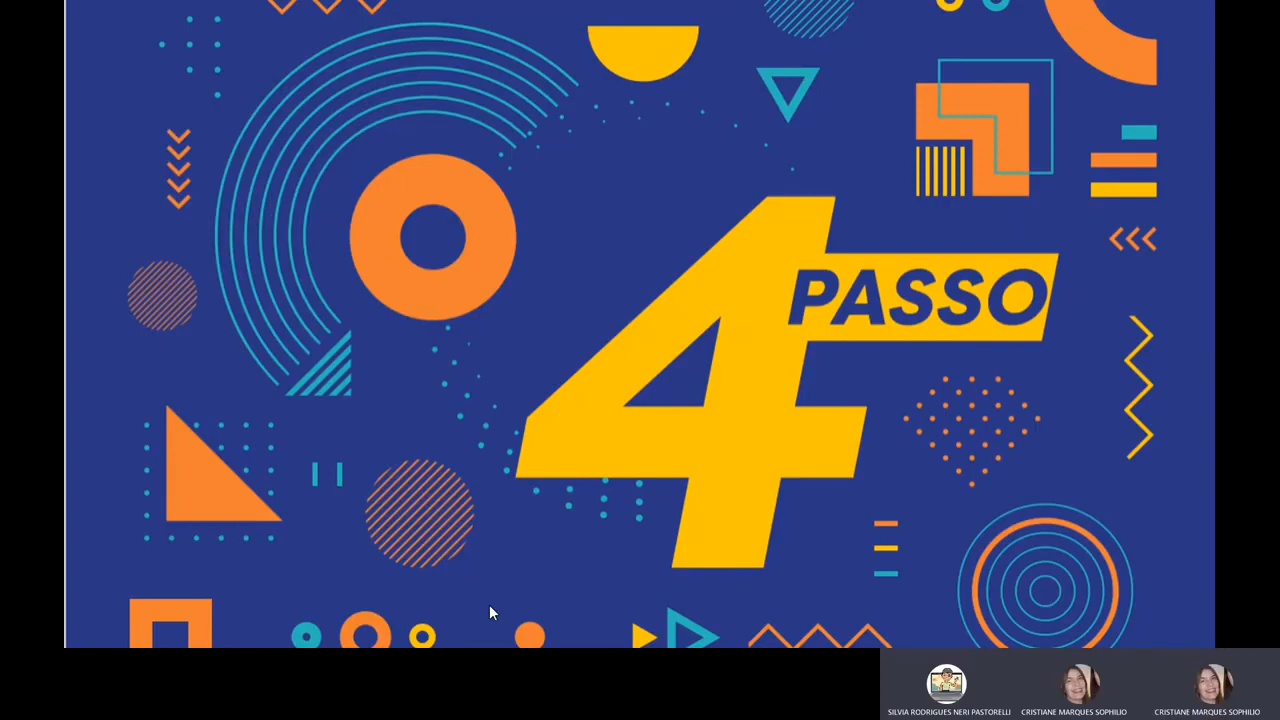 4
PASSO
SILVIA RODRIGUES NERI PASTORELLI
CRISTIANE MARQUES SOPHILIO
CRISTIANE MARQUES SOPHILIO